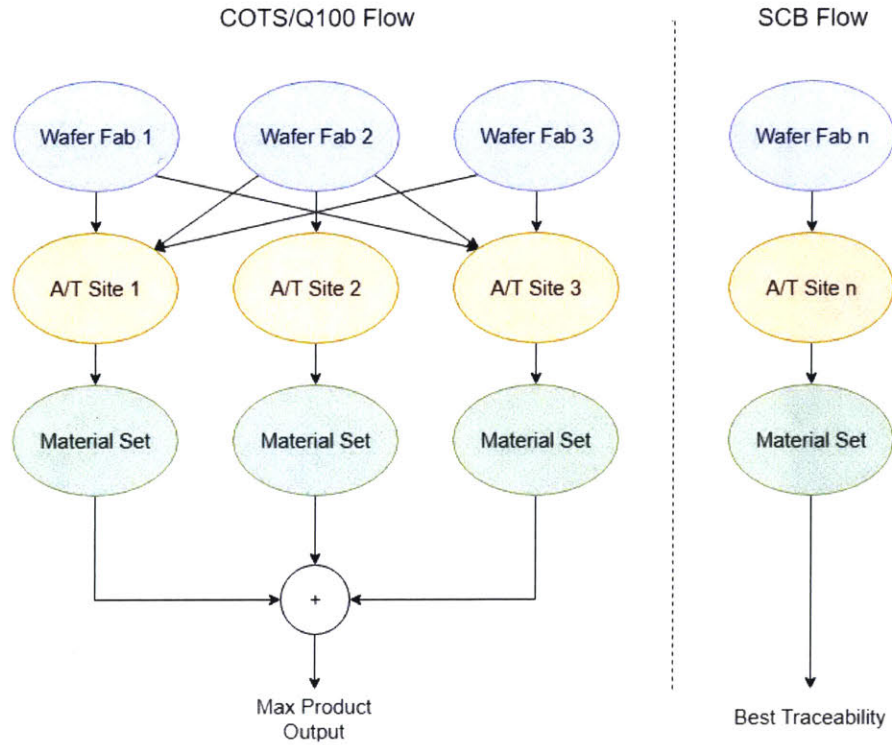 COTS/Q100 Flow
SCB Flow
Wafer Fab 1
Wafer Fab 2
Wafer Fab 3
Wafer Fab n
A/T Site 1
A/T Site 2
A/T Site 3
A/T Site n
Material Set
Material Set
Material Set
Material Set
+
Max Product
Output
Best Traceability